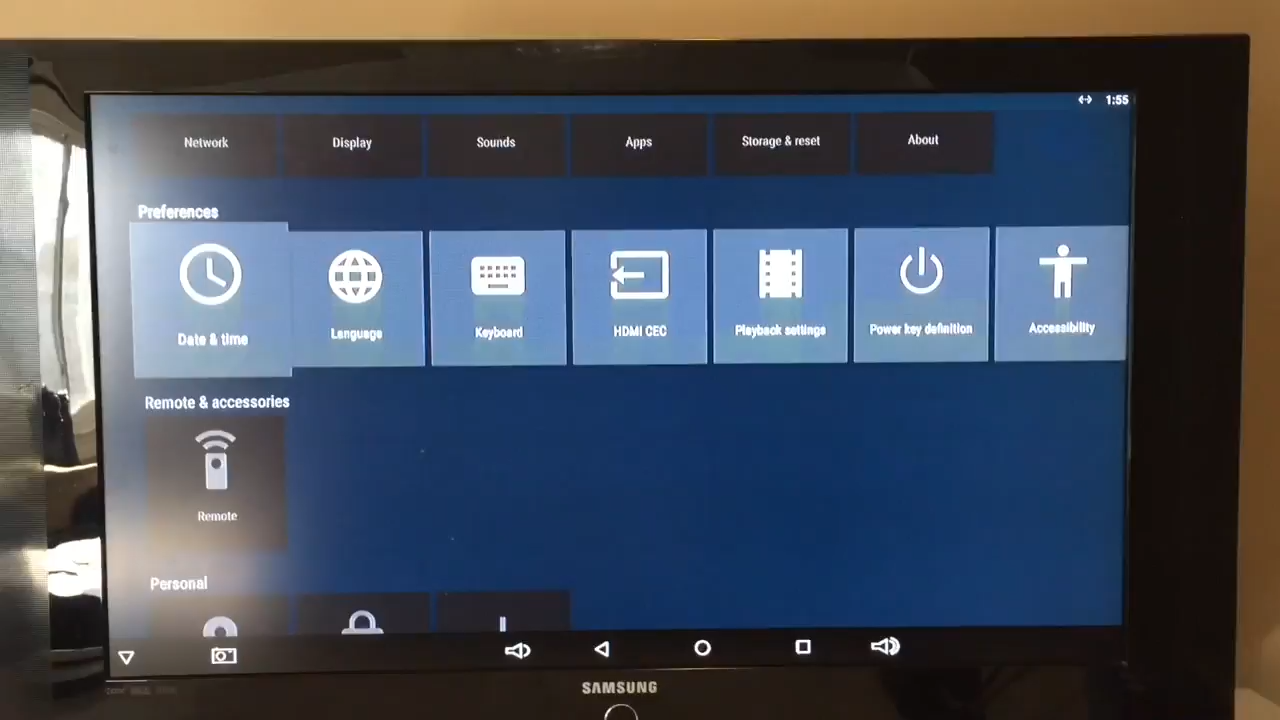 1:55
Network Display Sounds Apps Storage & reset About
Preferences
Date & time Language Keyboard HDMI CEC Playback settings Power key definition Accessibility
Remote & accessories
Remote
Personal
SAMSUNG